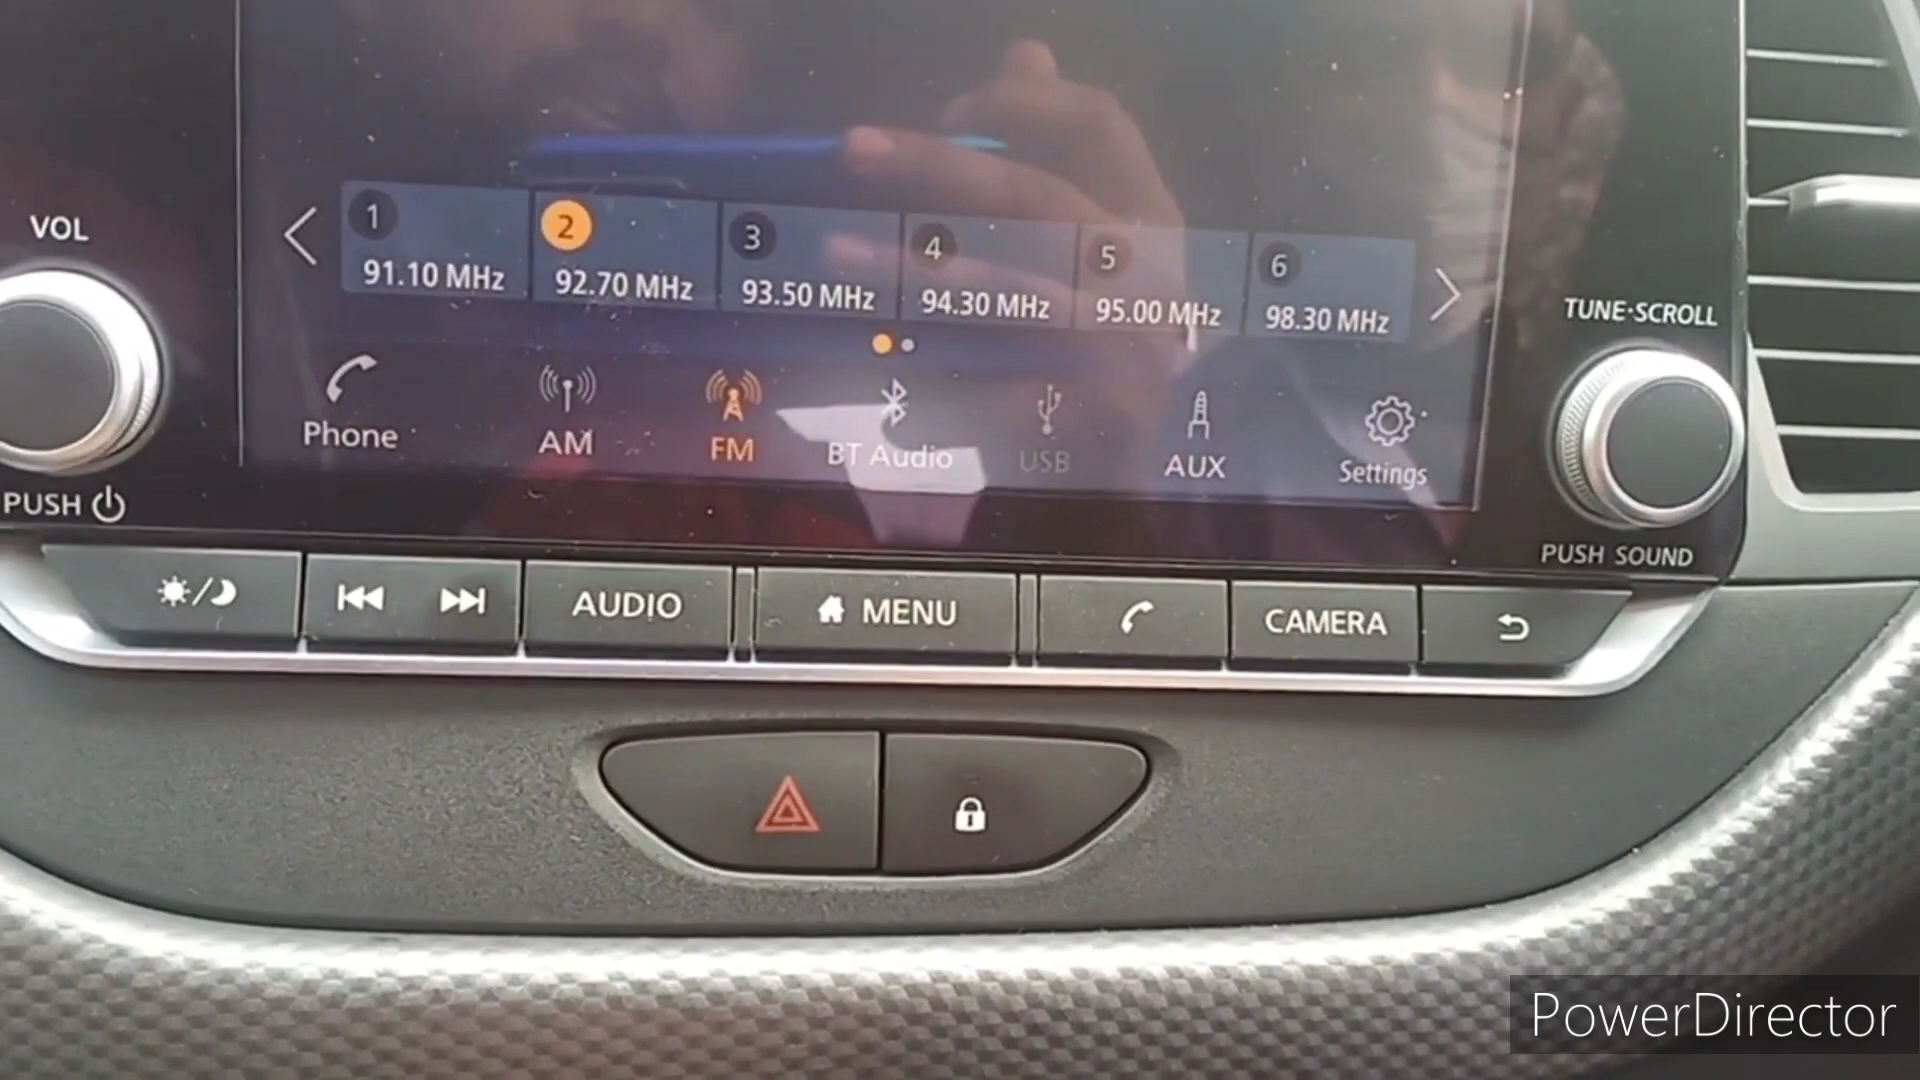 VOL
PUSH
1 2 3 4 5 6
91.10 MHz 92.70 MHz 93.50 MHz 94.30 MHz 95.00 MHz 98.30 MHz
Phone AM FM BT Audio USB AUX Settings
TUNE·SCROLL
PUSH SOUND
AUDIO MENU CAMERA
PowerDirector